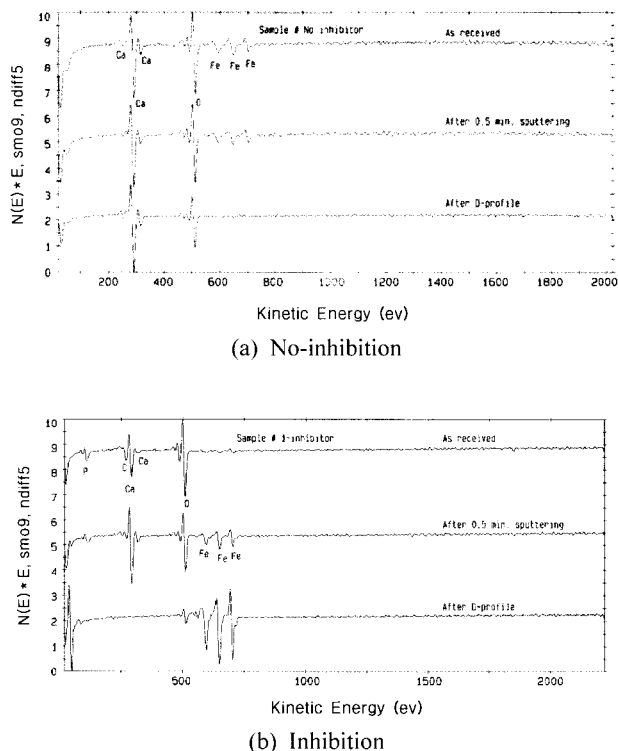 10
9
8
7
6
5
4
3
2
1
0
N(E)* E, smo9, ndiff5
Sample # No inhibitor
As received
Ca
Ca
Fe
Fe
Fe
Ca
O
After 0.5 min. sputtering
After D-profile
200
400
600
800
1000
1200
1400
1600
1800
2000
Kinetic Energy (ev)
(a) No-inhibition
10
9
8
7
6
5
4
3
2
1
0
N(E)* E, smo9, ndiff5
Sample # i-inhibitor
As received
P
C
Ca
Ca
O
After 0.5 min. sputtering
Fe
Fe
Fe
After D-profile
500
1000
1500
2000
Kinetic Energy (ev)
(b) Inhibition